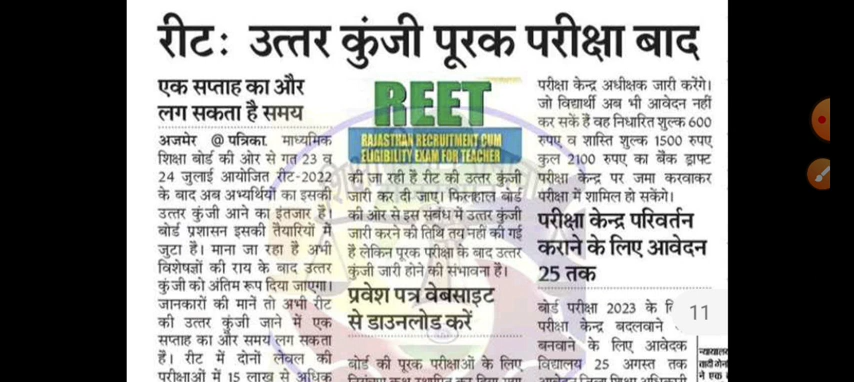 रीट: उत्तर कुंजी पूरक परीक्षा बाद
एक सप्ताह का और
लग सकता है समय
अजमेर @ पत्रिका. माध्यमिक
शिक्षा बोर्ड की ओर से गत 23 व
24 जुलाई आयोजित रीट-2022
के बाद अब अभ्यर्थियों का इसकी
उत्तर कुंजी आने का इंतजार है।
बोर्ड प्रशासन इसकी तैयारियों में
जुटा है। माना जा रहा है अभी
विशेषज्ञों की राय के बाद उत्तर
कुंजी को अंतिम रूप दिया जाएगा।
जानकारों की मानें तो अभी रीट
की उत्तर कुंजी जाने में एक
सप्ताह का और समय लग सकता
है। रीट में दोनों लेवल की
परीक्षाओं में 15 लाख से अधिक
REET
RAJASTHAN RECRUITMENT CUM
ELIGIBILITY EXAM FOR TEACHER
की जा रही है रीट की उत्तर कुंजी
जारी कर दी जाए। फिलहाल बोर्ड
की ओर से इस संबंध में उत्तर कुंजी
जारी करने की तिथि तय नहीं की गई
है लेकिन पूरक परीक्षा के बाद उत्तर
कुंजी जारी होने की संभावना है।
प्रवेश पत्र वेबसाइट
से डाउनलोड करें
बोर्ड की पूरक परीक्षाओं के लिए
परीक्षा केन्द्र अधीक्षक जारी करेंगे।
जो विद्यार्थी अब भी आवेदन नहीं
कर सकें हैं वह निर्धारित शुल्क 600
रुपए व शास्ति शुल्क 1500 रुपए
कुल 2100 रुपए का बैंक ड्राफ्ट
परीक्षा केन्द्र पर जमा करवाकर
परीक्षा में शामिल हो सकेंगे।
परीक्षा केन्द्र परिवर्तन
कराने के लिए आवेदन
25 तक
बोर्ड परीक्षा 2023 के
परीक्षा केन्द्र बदलवाने
बनवाने के लिए आवेदक
विद्यालय 25 अगस्त तक
11